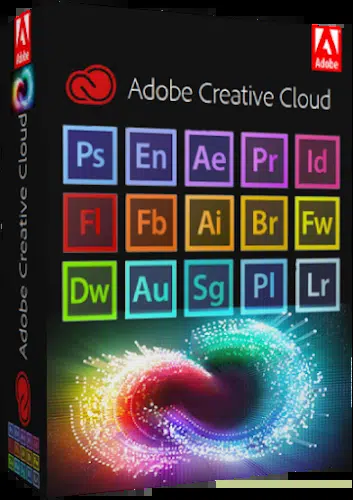 Adobe
Adobe Creative Cloud
Ps En Ae Pr Id
Fl Fb Ai Br Fw
Dw Au Sg Pl Lr
Adobe Creative Cloud